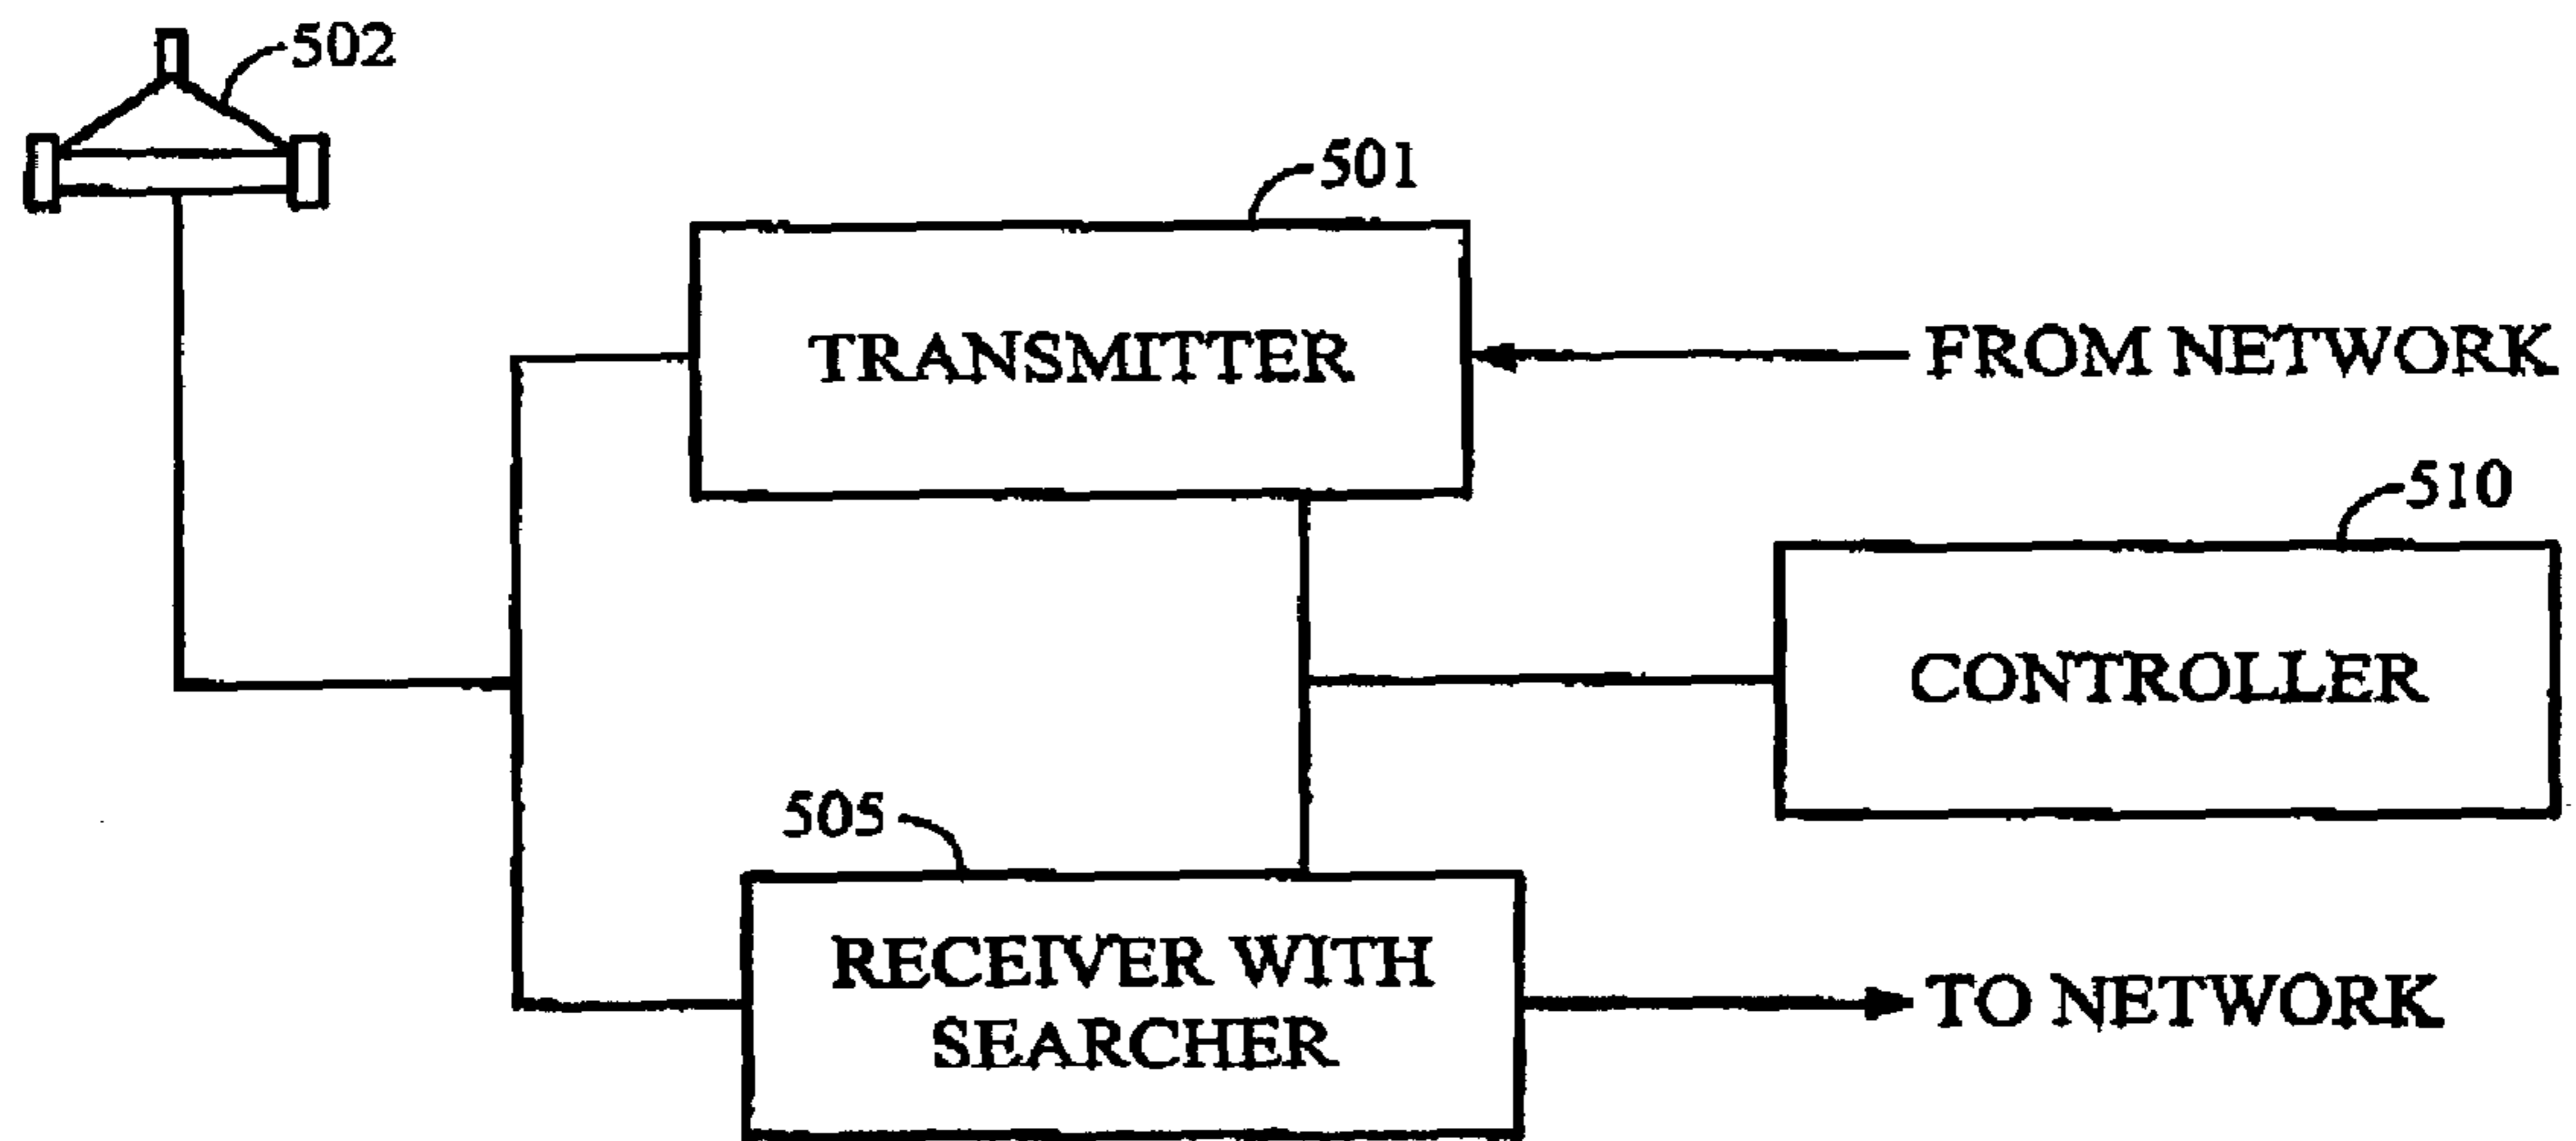 502
501
TRANSMITTER
FROM NETWORK
510
CONTROLLER
505
RECEIVER WITH
SEARCHER
TO NETWORK